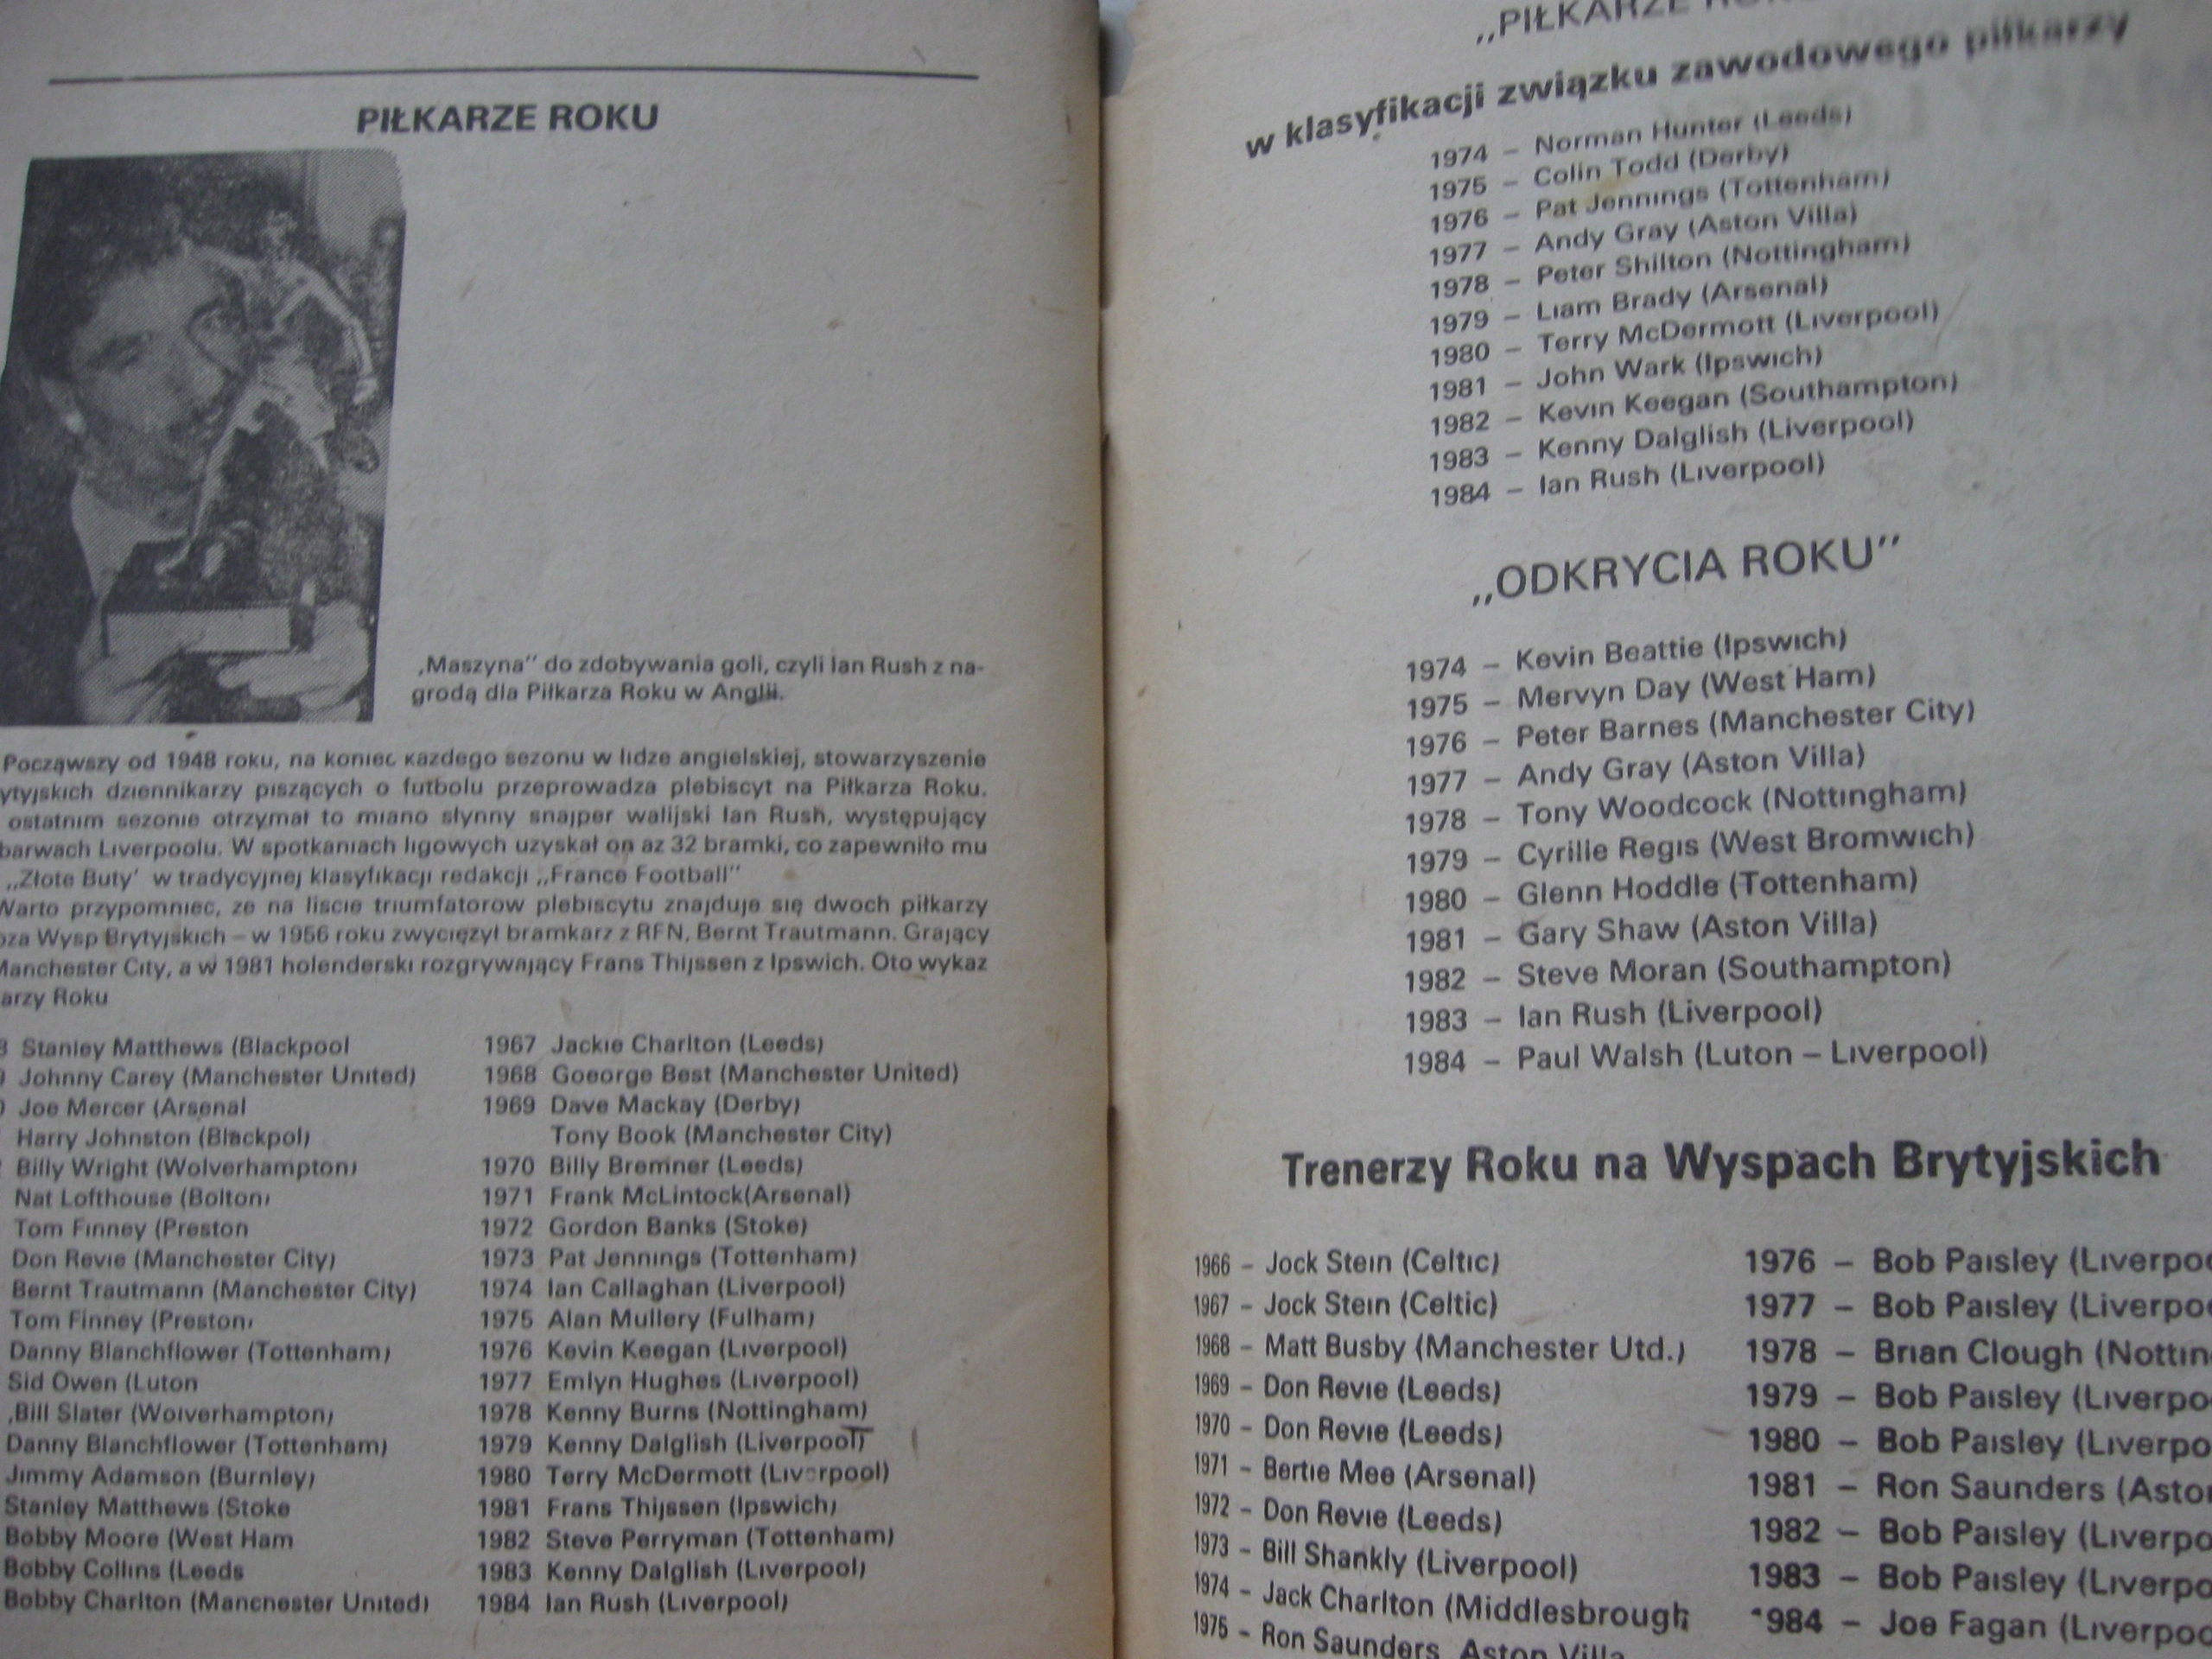 PIŁKARZE ROKU
,Maszyna" do zdobywania goli, czyli Ian Rush z na-
grodą dla Piłkarza Roku w Anglii.
Począwszy od 1948 roku, na koniec każdego sezonu w lidze angielskiej, stowarzyszenie
ytyjskich dziennikarzy piszących o futbolu przeprowadza plebiscyt na Piłkarza Roku.
ostatnim sezonie otrzymał to miano słynny snajper walijski Ian Rush, występujący
barwach Liverpoolu. W spotkaniach ligowych uzyskał on aż 32 bramki, co zapewniło mu
,,Złote Buty' w tradycyjnej klasyfikacji redakcji ,,France Football"
Warto przypomnieć, że na liście triumfatorów plebiscytu znajduje się dwóch piłkarzy
oza Wysp Brytyjskich – w 1956 roku zwyciężył bramkarz z RFN, Bernt Trautmann. Grający
Manchester City, a w 1981 holenderski rozgrywający Frans Thijssen z Ipswich. Oto wykaz
arzy Roku
8 Stanley Matthews (Blackpool
9 Johnny Carey (Manchester United)
0 Joe Mercer (Arsenal
Harry Johnston (Blackpol)
Billy Wright (Wolverhampton)
Nat Lofthouse (Bolton)
Tom Finney (Preston
Don Revie (Manchester City)
Bernt Trautmann (Manchester City)
Tom Finney (Preston)
Danny Blanchflower (Tottenham)
Sid Owen (Luton
,Bill Slater (Wolverhampton)
Danny Blanchflower (Tottenham)
Jimmy Adamson (Burnley)
Stanley Matthews (Stoke
Bobby Moore (West Ham
Bobby Collins (Leeds
Bobby Charlton (Manchester United)
1967 Jackie Charlton (Leeds)
1968 Goeorge Best (Manchester United)
1969 Dave Mackay (Derby)
Tony Book (Manchester City)
1970 Billy Bremner (Leeds)
1971 Frank McLintock(Arsenal)
1972 Gordon Banks (Stoke)
1973 Pat Jennings (Tottenham)
1974 Ian Callaghan (Liverpool)
1975 Alan Mullery (Fulham)
1976 Kevin Keegan (Liverpool)
1977 Emlyn Hughes (Liverpool)
1978 Kenny Burns (Nottingham)
1979 Kenny Dalglish (Liverpool)
1980 Terry McDermott (Liverpool)
1981 Frans Thijssen (Ipswich)
1982 Steve Perryman (Tottenham)
1983 Kenny Dalglish (Liverpool)
1984 Ian Rush (Liverpool)
,,PIŁKARZE
w klasyfikacji związku zawodowego piłkarzy
1974 – Norman Hunter (Leeds)
1975 – Colin Todd (Derby)
1976 – Pat Jennings (Tottenham)
1977 – Andy Gray (Aston Villa)
1978 – Peter Shilton (Nottingham)
1979 – Liam Brady (Arsenal)
1980 – Terry McDermott (Liverpool)
1981 – John Wark (Ipswich)
1982 – Kevin Keegan (Southampton)
1983 – Kenny Dalglish (Liverpool)
1984 – Ian Rush (Liverpool)
,,ODKRYCIA ROKU"
1974 – Kevin Beattie (Ipswich)
1975 – Mervyn Day (West Ham)
1976 – Peter Barnes (Manchester City)
1977 – Andy Gray (Aston Villa)
1978 – Tony Woodcock (Nottingham)
1979 – Cyrille Regis (West Bromwich)
1980 – Glenn Hoddle (Tottenham)
1981 – Gary Shaw (Aston Villa)
1982 – Steve Moran (Southampton)
1983 – Ian Rush (Liverpool)
1984 – Paul Walsh (Luton – Liverpool)
Trenerzy Roku na Wyspach Brytyjskich
1966 – Jock Stein (Celtic)
1967 – Jock Stein (Celtic)
1968 – Matt Busby (Manchester Utd.)
1969 – Don Revie (Leeds)
1970 – Don Revie (Leeds)
1971 – Bertie Mee (Arsenal)
1972 – Don Revie (Leeds)
1973 – Bill Shankly (Liverpool)
1974 – Jack Charlton (Middlesbrough
1975 – Ron Saunders, Aston Villa
1976 – Bob Paisley (Liverpoo
1977 – Bob Paisley (Liverpoo
1978 – Brian Clough (Nottin
1979 – Bob Paisley (Liverpo
1980 – Bob Paisley (Liverpo
1981 – Ron Saunders (Asto
1982 – Bob Paisley (Liverpo
1983 – Bob Paisley (Liverpo
1984 – Joe Fagan (Liverpoo